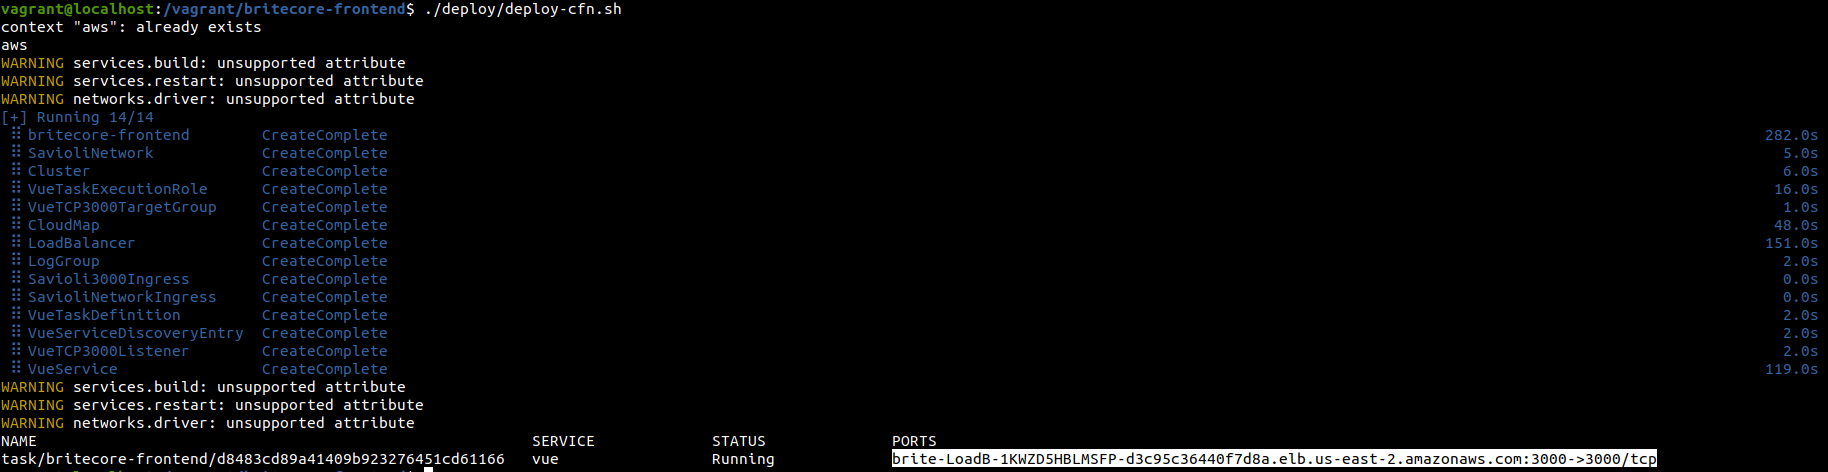 vagrant@localhost:/vagrant/britecore-frontend$ ./deploy/deploy-cfn.sh
context "aws": already exists
aws
WARNING services.build: unsupported attribute
WARNING services.restart: unsupported attribute
WARNING networks.driver: unsupported attribute
[+] Running 14/14
⠿ britecore-frontend CreateComplete 282.0s
⠿ SavioliNetwork CreateComplete 5.0s
⠿ Cluster CreateComplete 6.0s
⠿ VueTaskExecutionRole CreateComplete 16.0s
⠿ VueTCP3000TargetGroup CreateComplete 1.0s
⠿ CloudMap CreateComplete 48.0s
⠿ LoadBalancer CreateComplete 151.0s
⠿ LogGroup CreateComplete 2.0s
⠿ Savioli3000Ingress CreateComplete 0.0s
⠿ SavioliNetworkIngress CreateComplete 0.0s
⠿ VueTaskDefinition CreateComplete 2.0s
⠿ VueServiceDiscoveryEntry CreateComplete 2.0s
⠿ VueTCP3000Listener CreateComplete 2.0s
⠿ VueService CreateComplete 119.0s
WARNING services.build: unsupported attribute
WARNING services.restart: unsupported attribute
WARNING networks.driver: unsupported attribute
NAME SERVICE STATUS PORTS
task/britecore-frontend/d8483cd89a41409b923276451cd61166 vue Running brite-LoadB-1KWZD5HBLMSFP-d3c95c36440f7d8a.elb.us-east-2.amazonaws.com:3000->3000/tcp